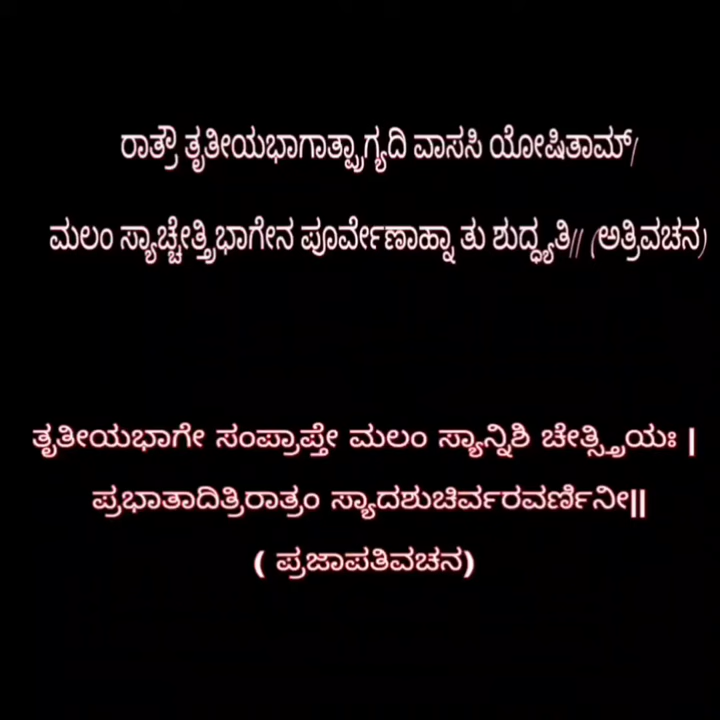 ರಾತ್ರೌ ತೃತೀಯಭಾಗಾತ್ಪ್ರಾಗ್ಯದಿ ವಾಸಸಿ ಯೋಷಿತಾಮ್/
ಮಲಂ ಸ್ಯಾಚ್ಚೇತ್ತ್ರಿಭಾಗೇನ ಪೂರ್ವೇಣಾಹ್ನಾ ತು ಶುದ್ಧ್ಯತಿ// (ಅತ್ರಿವಚನ)
ತೃತೀಯಭಾಗೇ ಸಂಪ್ರಾಪ್ತೇ ಮಲಂ ಸ್ಯಾನ್ನಿಶಿ ಚೇತ್ಸ್ತ್ರಿಯಃ |
ಪ್ರಭಾತಾದಿತ್ರಿರಾತ್ರಂ ಸ್ಯಾದಶುಚಿರ್ವರವರ್ಣಿನೀ||
( ಪ್ರಜಾಪತಿವಚನ)